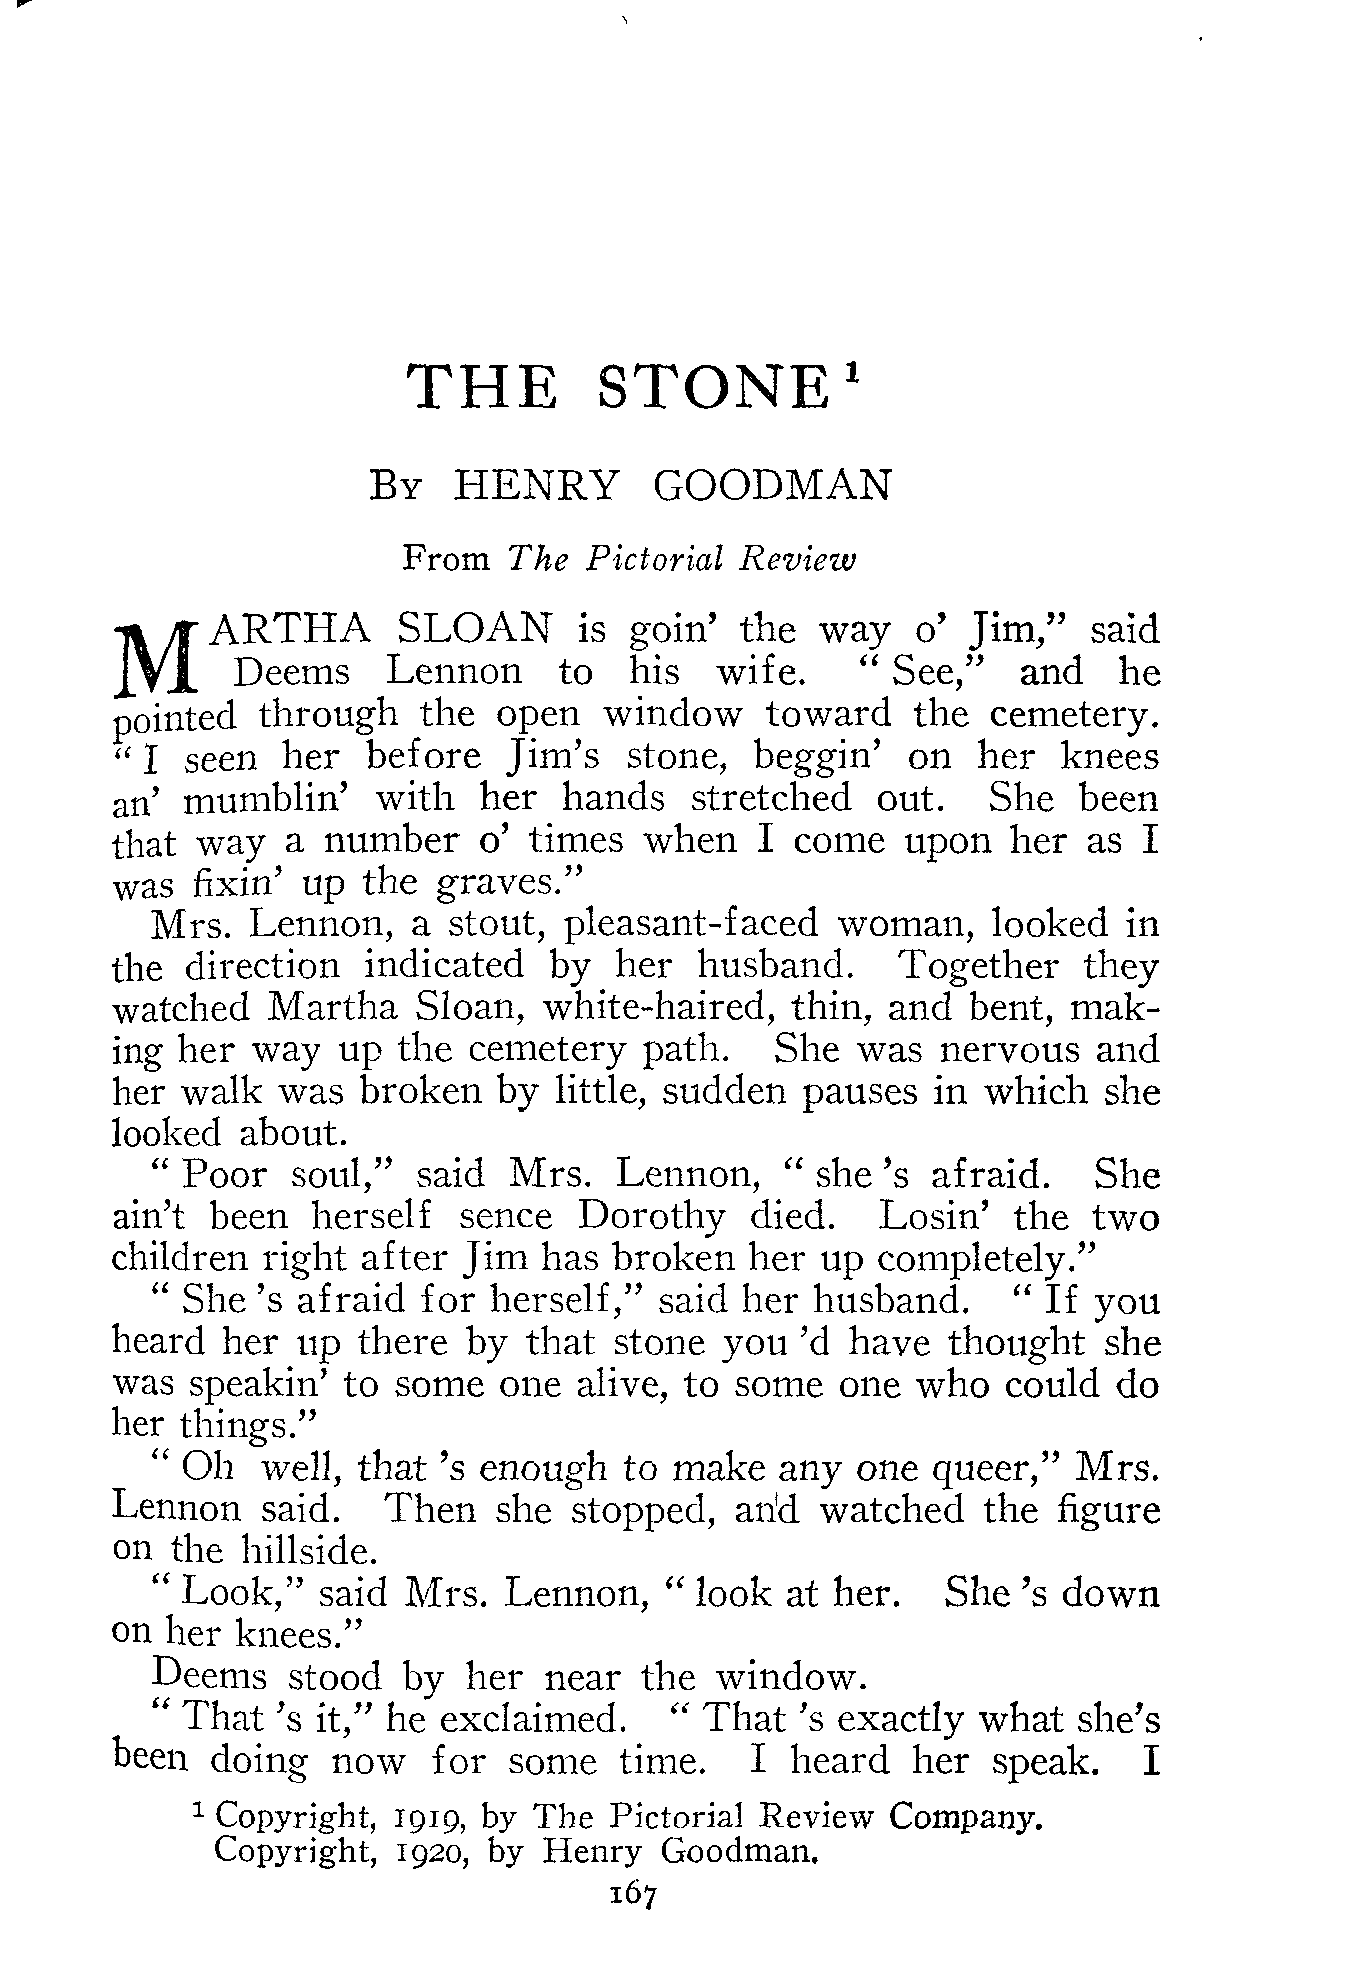 THE STONE¹
BY HENRY GOODMAN
From The Pictorial Review
MARTHA SLOAN is goin' the way o' Jim," said
Deems Lennon to his wife. "See," and he
pointed through the open window toward the cemetery.
"I seen her before Jim's stone, beggin' on her knees
an' mumblin' with her hands stretched out. She been
that way a number o' times when I come upon her as I
was fixin' up the graves."
Mrs. Lennon, a stout, pleasant-faced woman, looked in
the direction indicated by her husband. Together they
watched Martha Sloan, white-haired, thin, and bent, mak-
ing her way up the cemetery path. She was nervous and
her walk was broken by little, sudden pauses in which she
looked about.
"Poor soul," said Mrs. Lennon, "she 's afraid. She
ain't been herself sence Dorothy died. Losin' the two
children right after Jim has broken her up completely."
"She 's afraid for herself," said her husband. "If you
heard her up there by that stone you 'd have thought she
was speakin' to some one alive, to some one who could do
her things."
"Oh well, that 's enough to make any one queer," Mrs.
Lennon said. Then she stopped, and watched the figure
on the hillside.
"Look," said Mrs. Lennon, "look at her. She 's down
on her knees."
Deems stood by her near the window.
"That 's it," he exclaimed. "That 's exactly what she's
been doing now for some time. I heard her speak. I
¹ Copyright, 1919, by The Pictorial Review Company.
Copyright, 1920, by Henry Goodman.
167